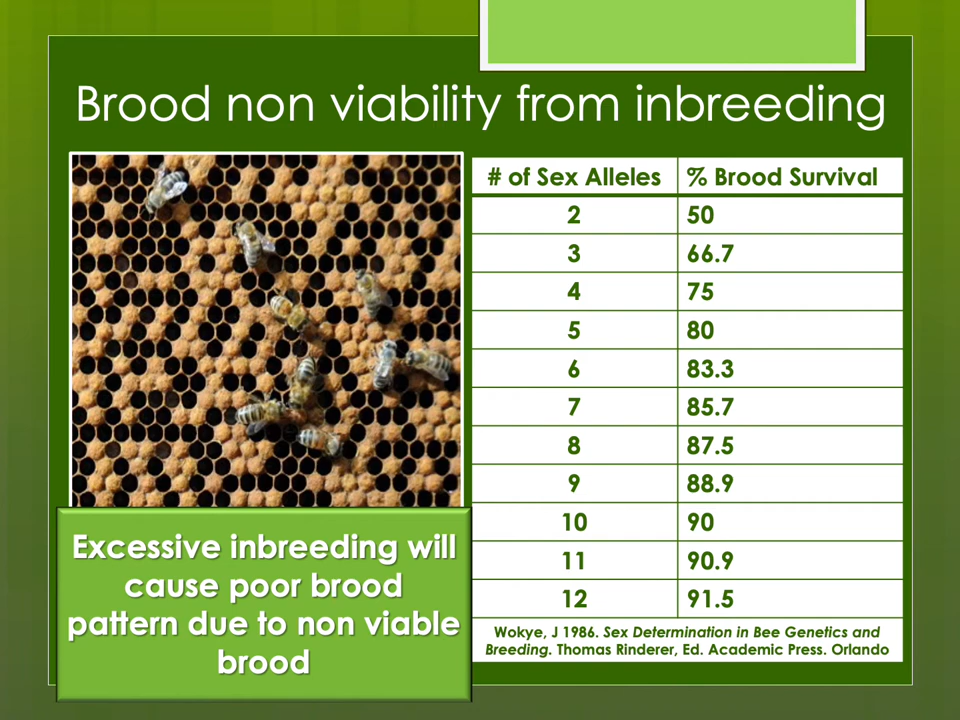 Brood non viability from inbreeding
# of Sex Alleles % Brood Survival
2 50
3 66.7
4 75
5 80
6 83.3
7 85.7
8 87.5
9 88.9
10 90
11 90.9
12 91.5
Wokye, J 1986. Sex Determination in Bee Genetics and
Breeding. Thomas Rinderer, Ed. Academic Press. Orlando
Excessive inbreeding will
cause poor brood
pattern due to non viable
brood